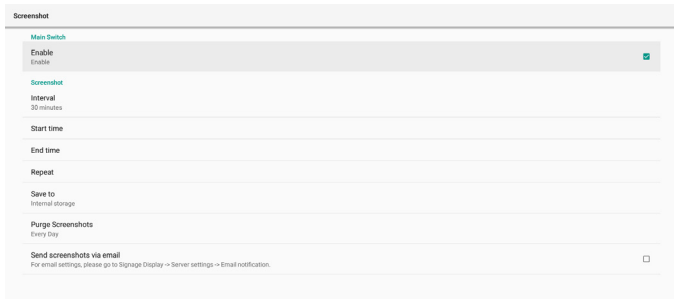 Screenshot
Main Switch
Enable
Enable
Screenshot
Interval
30 minutes
Start time
End time
Repeat
Save to
Internal storage
Purge Screenshots
Every Day
Send screenshots via email
For email settings, please go to Signage Display -> Server settings -> Email notification.